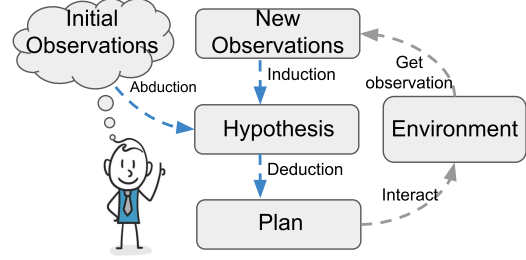 Initial
Observations
New
Observations
Get
observation
Induction
Abduction
Hypothesis
Environment
Deduction
Interact
Plan